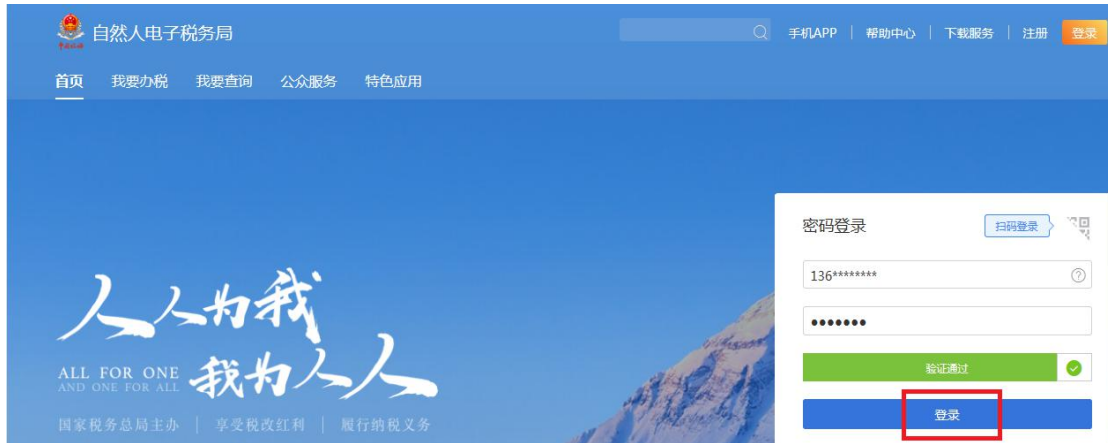 自然人电子税务局
手机APP | 帮助中心 | 下载服务 | 注册 登录
首页 我要办税 我要查询 公众服务 特色应用
密码登录 扫码登录
136********
•••••••
验证通过
登录
人人为我
ALL FOR ONE
AND ONE FOR ALL
我为人人
国家税务总局主办 | 享受税改红利 | 履行纳税义务